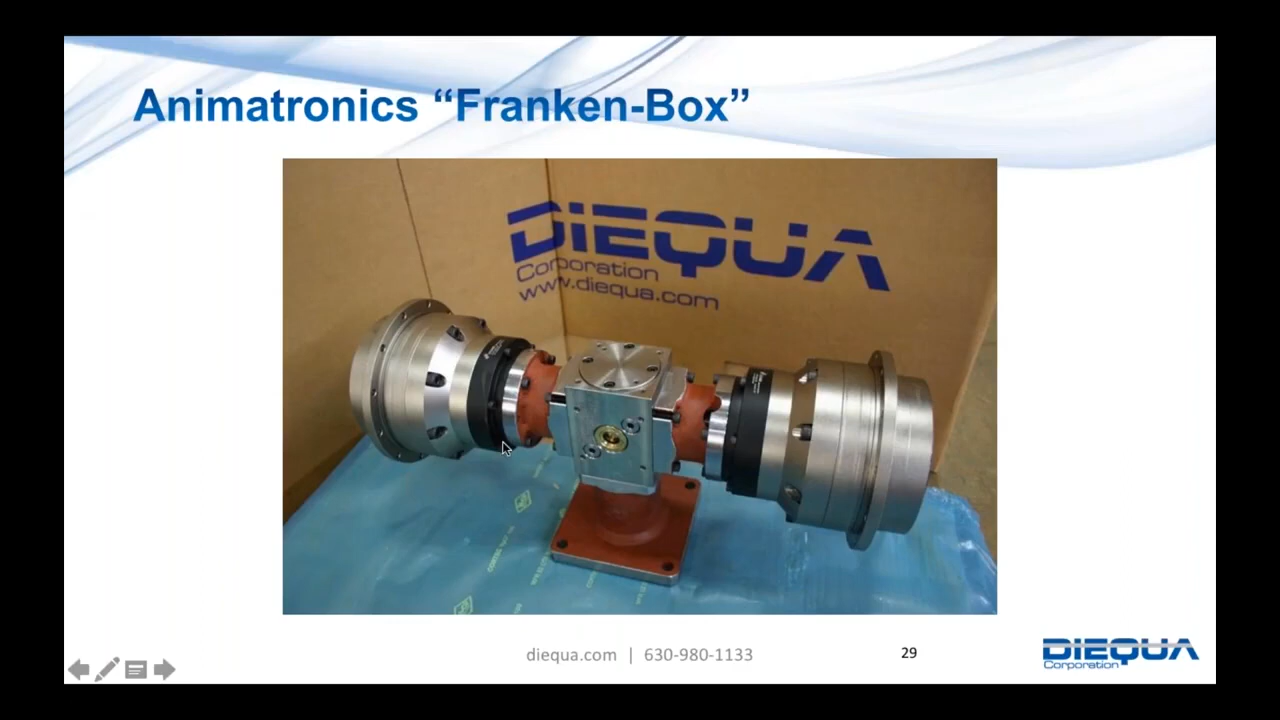 Animatronics “Franken-Box”
DIEQUA
Corporation
www.diequa.com
diequa.com | 630-980-1133
29
DIEQUA
Corporation